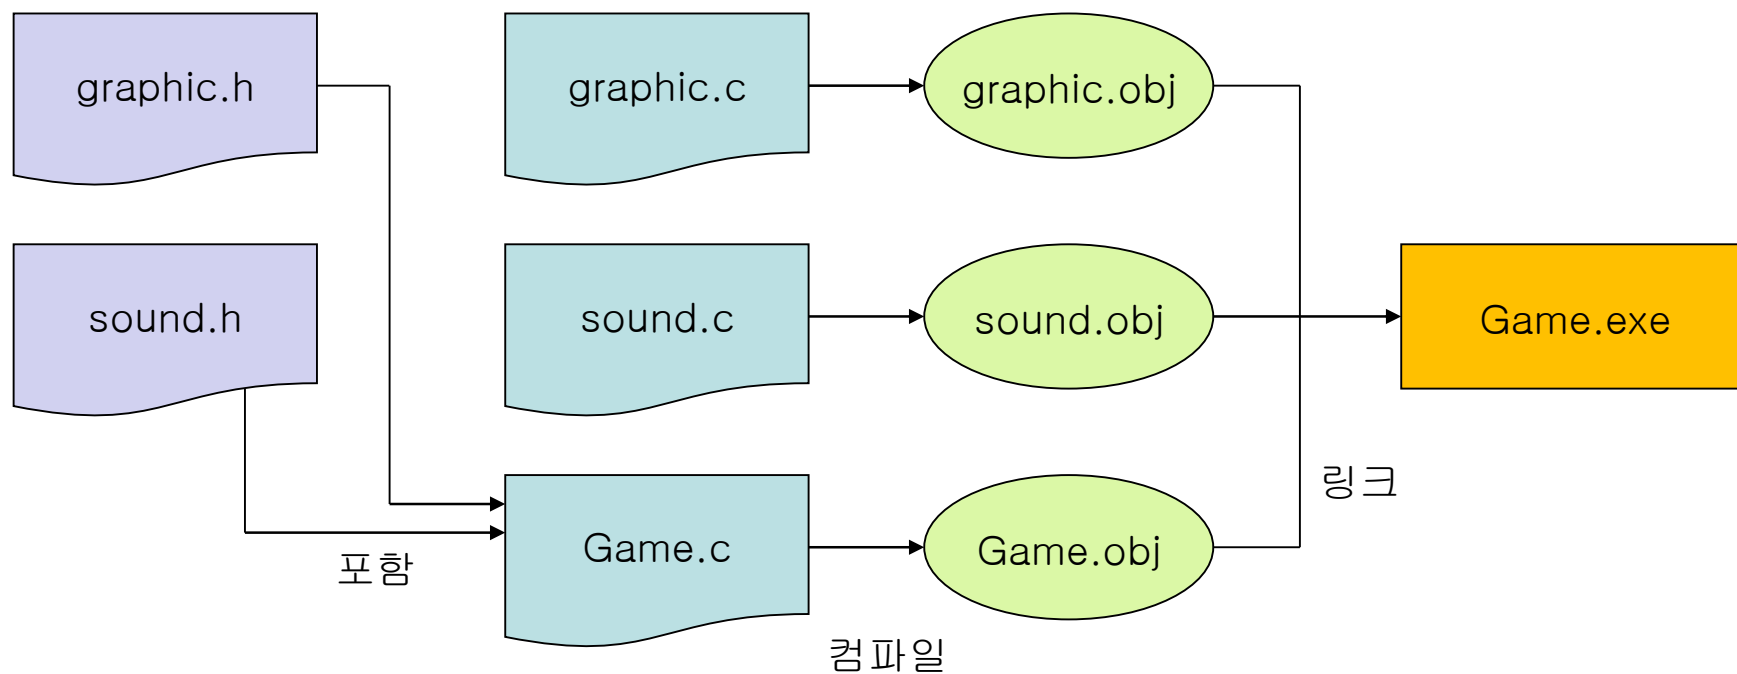 graphic.h
graphic.c
graphic.obj
sound.h
sound.c
sound.obj
Game.exe
링크
포함
Game.c
Game.obj
컴파일